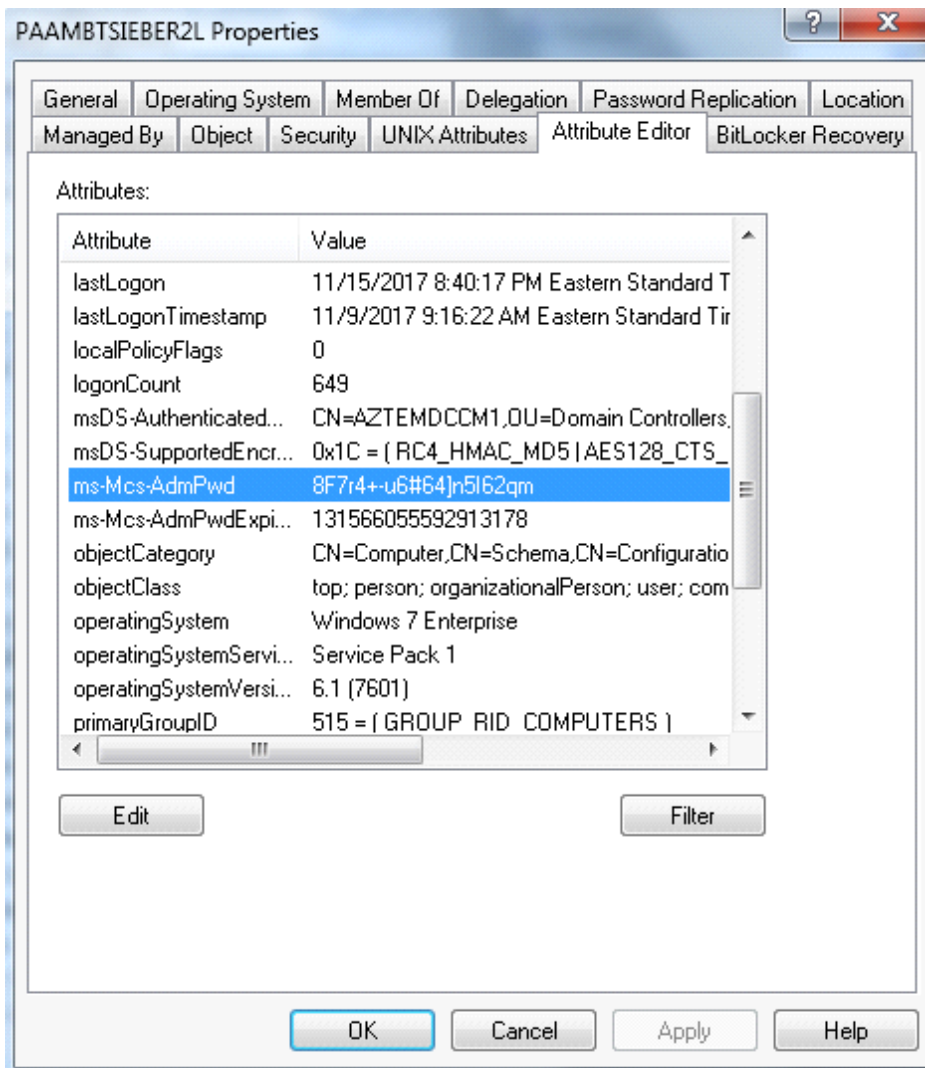 PAAMBTSIEBER2L Properties
General Operating System Member Of Delegation Password Replication Location
Managed By Object Security UNIX Attributes Attribute Editor BitLocker Recovery
Attributes:
Attribute Value
lastLogon 11/15/2017 8:40:17 PM Eastern Standard T
lastLogonTimestamp 11/9/2017 9:16:22 AM Eastern Standard Tir
localPolicyFlags 0
logonCount 649
msDS-Authenticated... CN=AZTEMDCCM1,OU=Domain Controllers,
msDS-SupportedEncr... 0x1C = ( RC4_HMAC_MD5 | AES128_CTS_
ms-Mcs-AdmPwd 8F7r4+-u6#64]n5l62qm
ms-Mcs-AdmPwdExpi... 131566055592913178
objectCategory CN=Computer,CN=Schema,CN=Configuratio
objectClass top; person; organizationalPerson; user; com
operatingSystem Windows 7 Enterprise
operatingSystemServi... Service Pack 1
operatingSystemVersi... 6.1 (7601)
primaryGroupID 515 = ( GROUP_RID_COMPUTERS )
Edit Filter
OK Cancel Apply Help